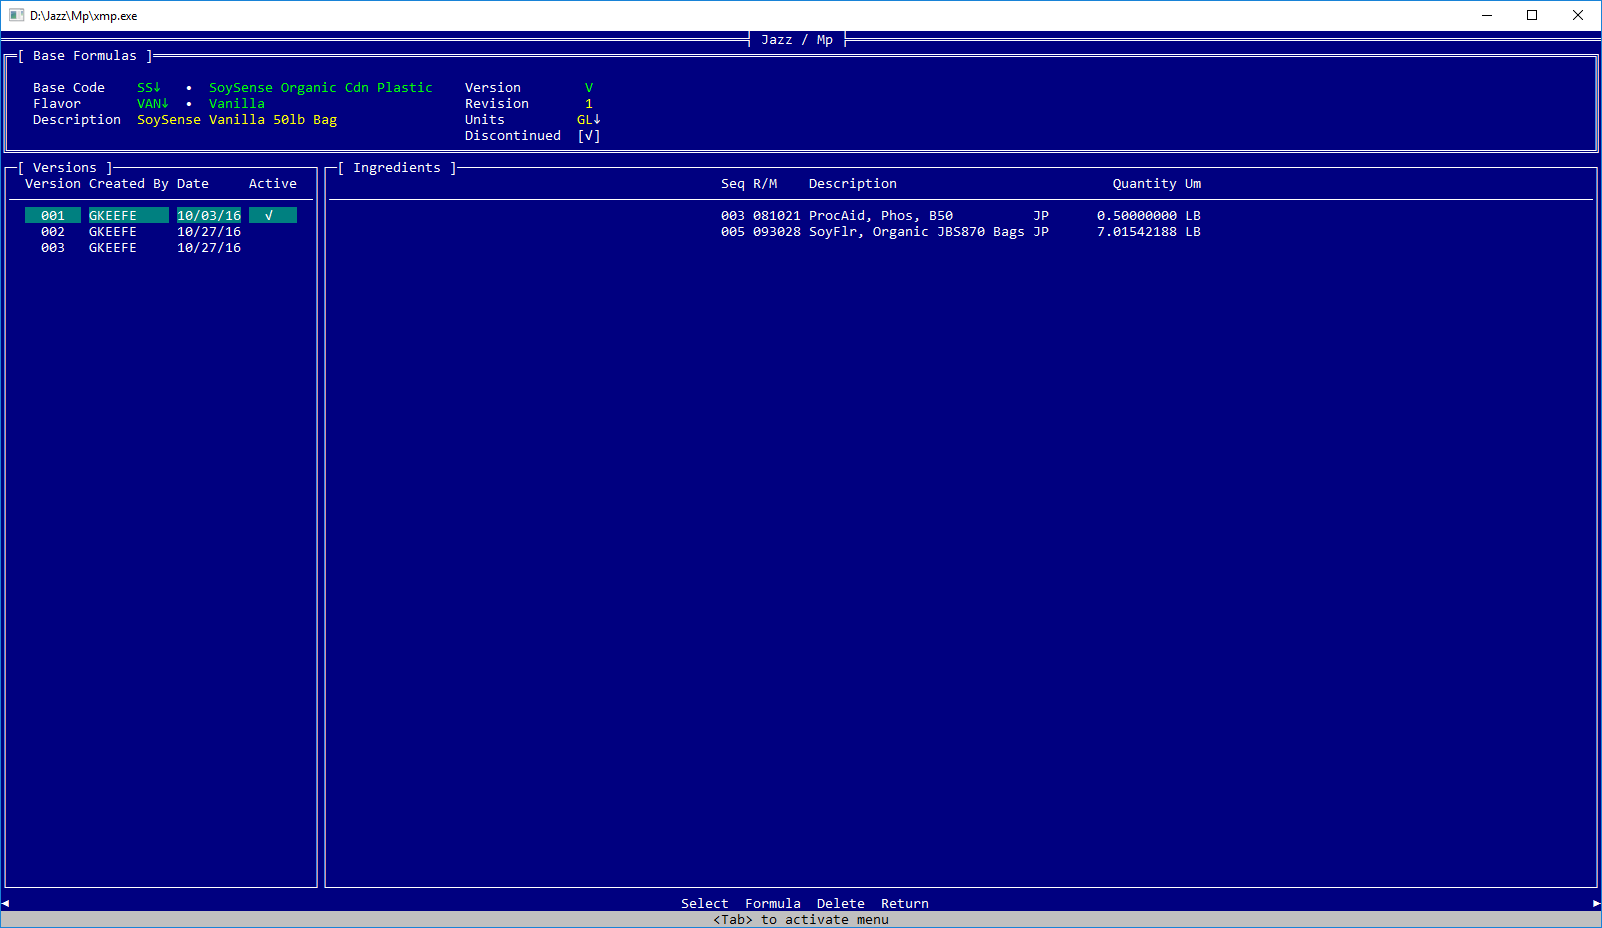 D:\Jazz\Mp\xmp.exe
Jazz / Mp
[ Base Formulas ]
Base Code SS↓ • SoySense Organic Cdn Plastic Version V
Flavor VAN↓ • Vanilla Revision 1
Description SoySense Vanilla 50lb Bag Units GL↓
Discontinued [√]
[ Versions ]
Version Created By Date Active
001 GKEEFE 10/03/16 √
002 GKEEFE 10/27/16
003 GKEEFE 10/27/16
[ Ingredients ]
Seq R/M Description Quantity Um
003 081021 ProcAid, Phos, B50 JP 0.50000000 LB
005 093028 SoyFlr, Organic JBS870 Bags JP 7.01542188 LB
Select Formula Delete Return
<Tab> to activate menu